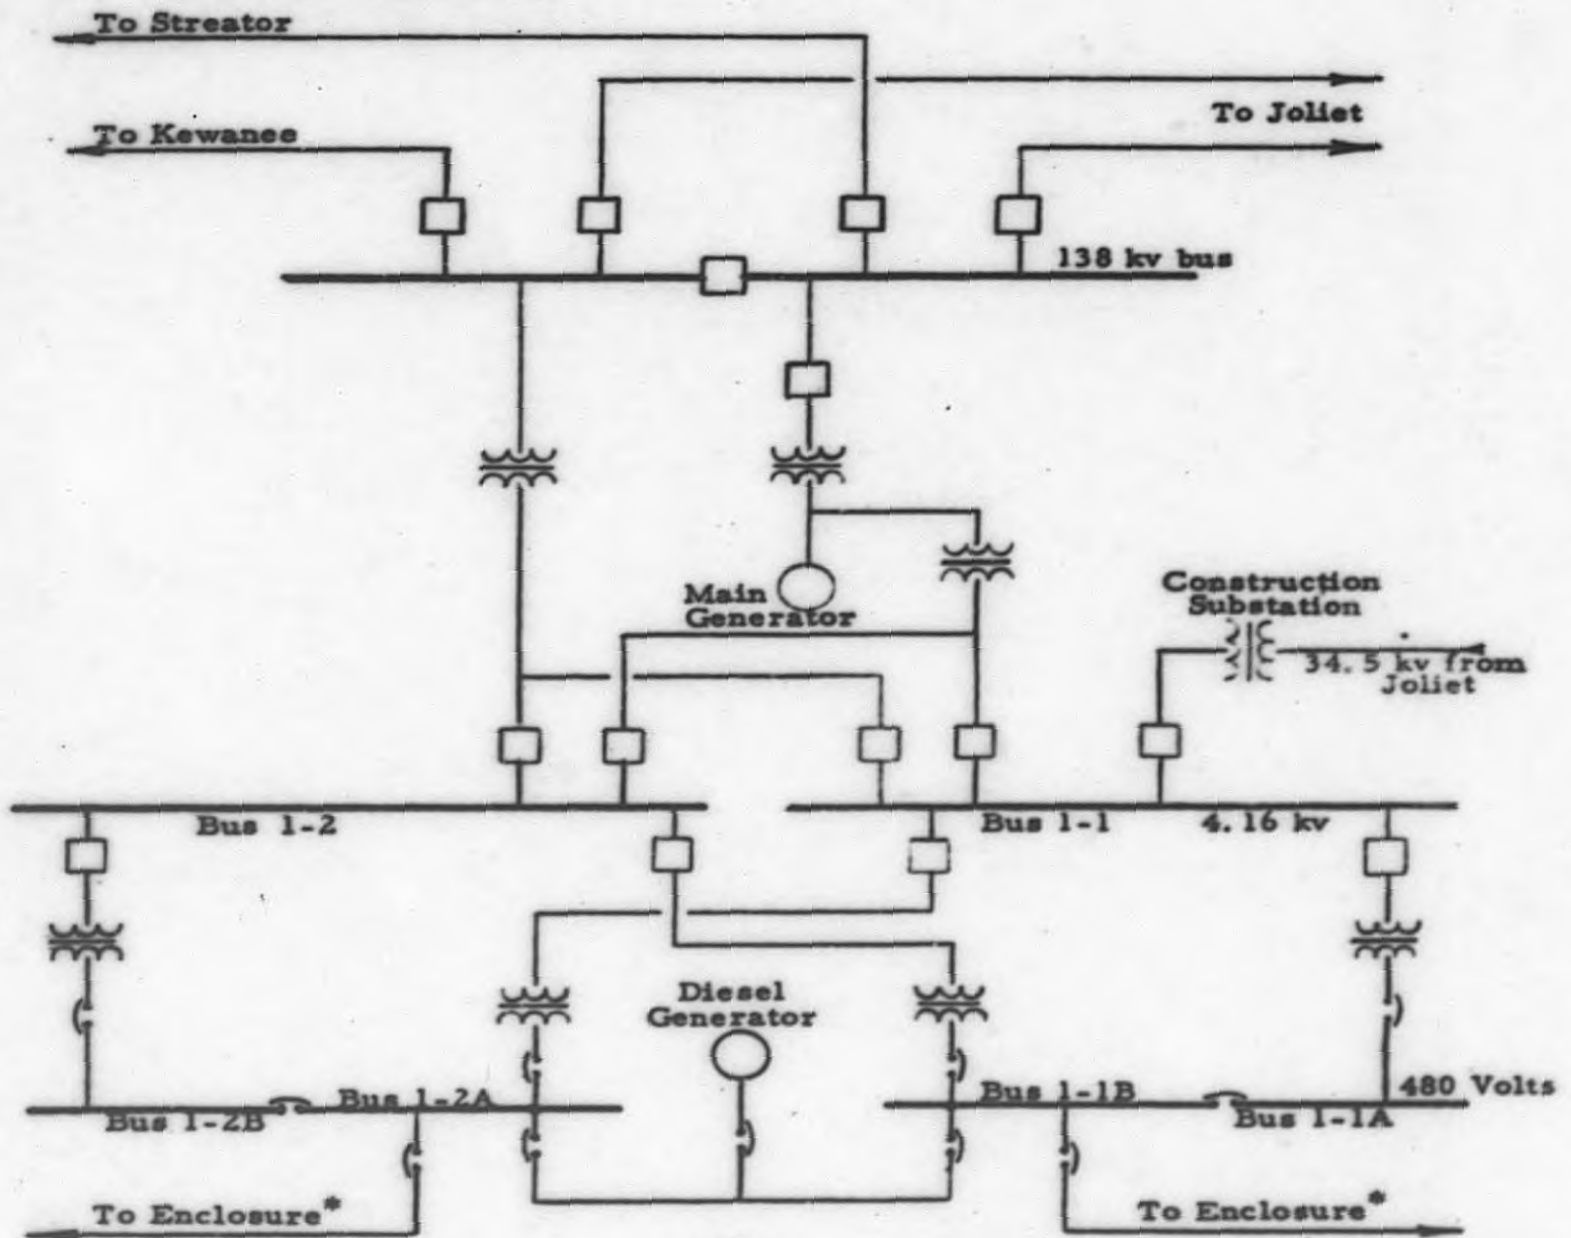 To Streator
To Joliet
To Kewanee
138 kv bus
Main
Generator
Construction
Substation
34.5 kv from
Joliet
Bus 1-2
Bus 1-1
4.16 kv
Diesel
Generator
Bus 1-2B
Bus 1-2A
Bus 1-1B
Bus 1-1A
480 Volts
To Enclosure*
To Enclosure*